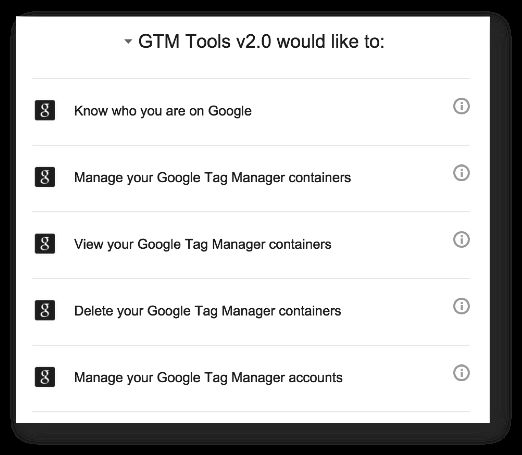 GTM Tools v2.0 would like to:
g
Know who you are on Google
g
Manage your Google Tag Manager containers
g
View your Google Tag Manager containers
g
Delete your Google Tag Manager containers
g
Manage your Google Tag Manager accounts